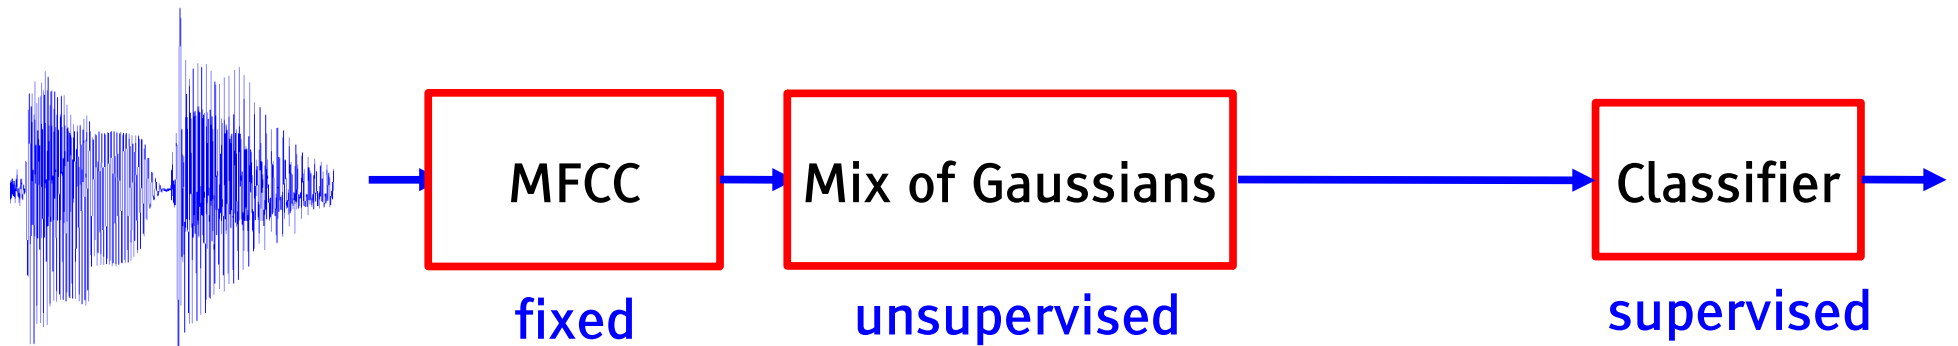 MFCC
Mix of Gaussians
Classifier
fixed
unsupervised
supervised